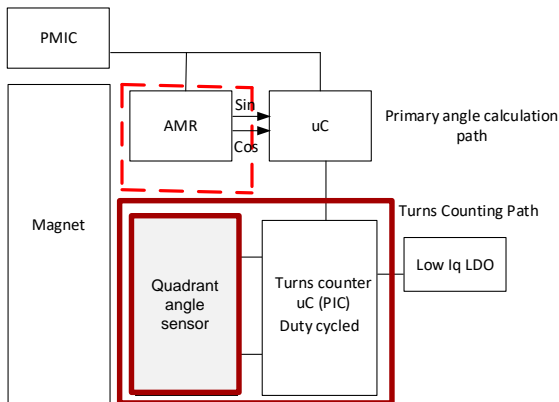 PMIC
Sin
AMR
uC
Cos
Primary angle calculation
path
Magnet
Turns Counting Path
Quadrant
angle
sensor
Turns counter
uC (PIC)
Duty cycled
Low Iq LDO